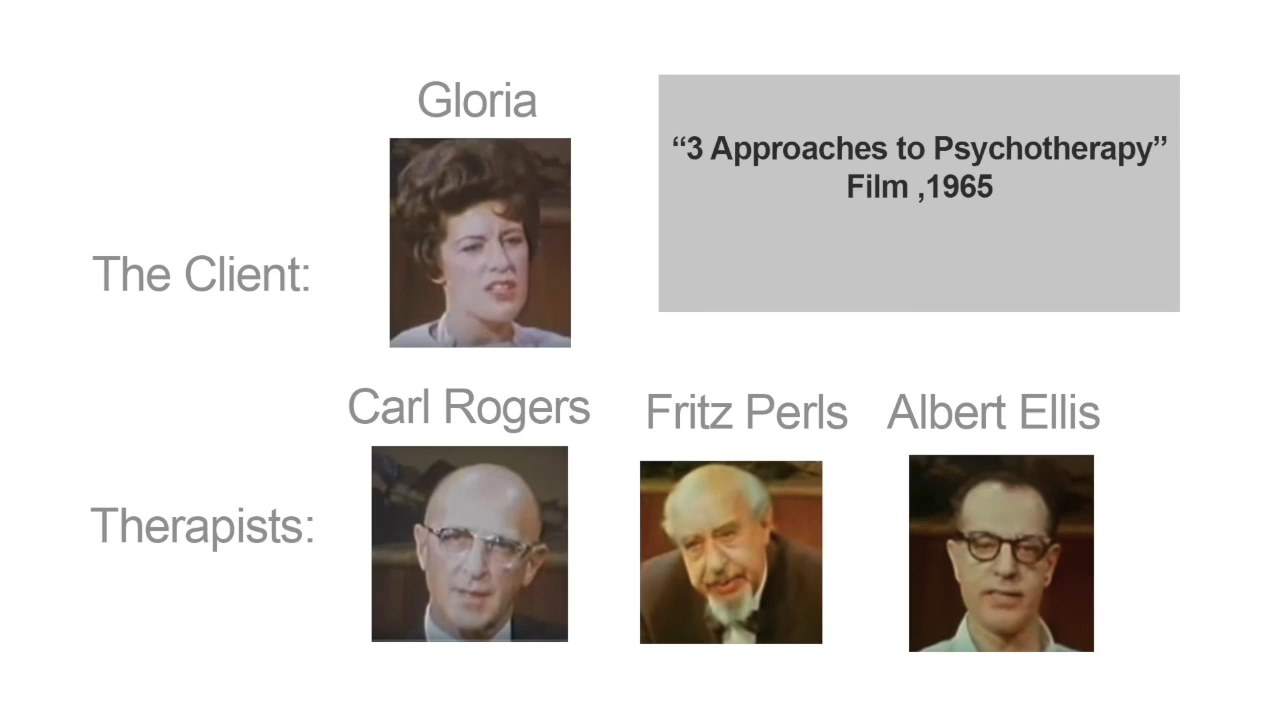 Gloria
“3 Approaches to Psychotherapy”
Film ,1965
The Client:
Carl Rogers
Fritz Perls
Albert Ellis
Therapists: